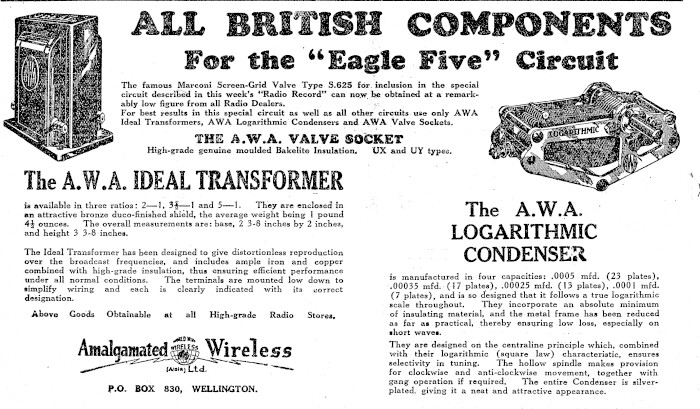 ALL BRITISH COMPONENTS
For the "Eagle Five" Circuit
The famous Marconi Screen-Grid Valve Type S.625 for inclusion in the special
circuit described in this week's "Radio Record" can now be obtained at a remark-
ably low figure from all Radio Dealers.
For best results in this special circuit as well as all other circuits use only AWA
Ideal Transformers, AWA Logarithmic Condensers and AWA Valve Sockets.
THE A.W.A. VALVE SOCKET
High-grade genuine moulded Bakelite Insulation. UX and UY types.
LOGARITHMIC
The A.W.A. IDEAL TRANSFORMER
is available in three ratios: 2—1, 3½—1 and 5—1. They are enclosed in
an attractive bronze duco-finished shield, the average weight being 1 pound
4½ ounces. The overall measurements are: base, 2 3-8 inches by 2 inches,
and height 3 3-8 inches.
The Ideal Transformer has been designed to give distortionless reproduction
over the broadcast frequencies, and includes ample iron and copper
combined with high-grade insulation, thus ensuring efficient performance
under all normal conditions. The terminals are mounted low down to
simplify wiring and each is clearly indicated with its correct
designation.
Above Goods Obtainable at all High-grade Radio Stores.
Amalgamated Wireless
WIRELESS
(A/sia) Ltd.
P.O. BOX 830, WELLINGTON.
The A.W.A.
LOGARITHMIC
CONDENSER
is manufactured in four capacities: .0005 mfd. (23 plates),
.00035 mfd. (17 plates), .00025 mfd. (13 plates), .0001 mfd.
(7 plates), and is so designed that it follows a true logarithmic
scale throughout. They incorporate an absolute minimum
of insulating material, and the metal frame has been reduced
as far as practical, thereby ensuring low loss, especially on
short waves.
They are designed on the centraline principle which, combined
with their logarithmic (square law) characteristic, ensures
selectivity in tuning. The hollow spindle makes provision
for clockwise and anti-clockwise movement, together with
gang operation if required. The entire Condenser is silver-
plated, giving it a neat and attractive appearance.